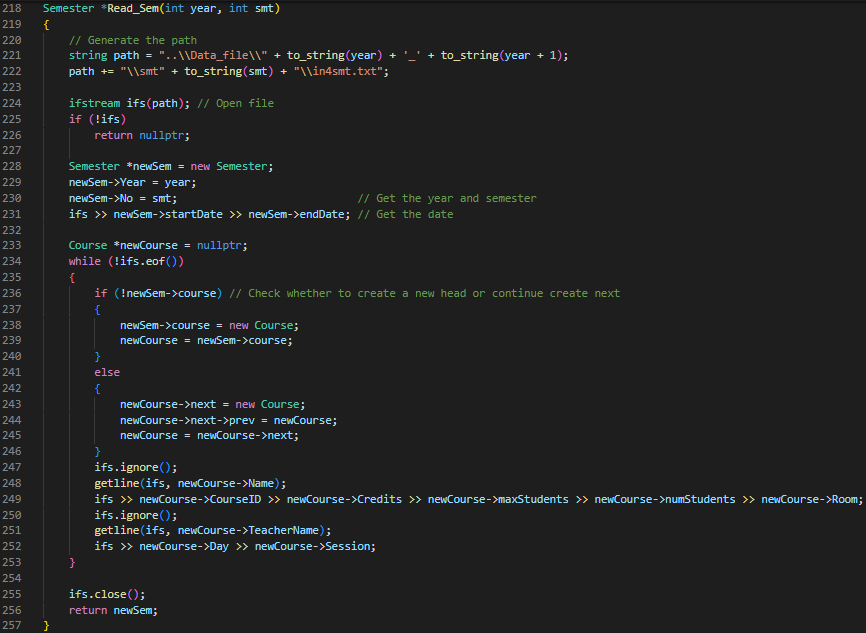 218 Semester *Read_Sem(int year, int smt)
219 {
220     // Generate the path
221     string path = "..\\Data_file\\" + to_string(year) + '_' + to_string(year + 1);
222     path += "\\smt" + to_string(smt) + "\\in4smt.txt";
223
224     ifstream ifs(path); // Open file
225     if (!ifs)
226         return nullptr;
227
228     Semester *newSem = new Semester;
229     newSem->Year = year;
230     newSem->No = smt;                            // Get the year and semester
231     ifs >> newSem->startDate >> newSem->endDate; // Get the date
232
233     Course *newCourse = nullptr;
234     while (!ifs.eof())
235     {
236         if (!newSem->course) // Check whether to create a new head or continue create next
237         {
238             newSem->course = new Course;
239             newCourse = newSem->course;
240         }
241         else
242         {
243             newCourse->next = new Course;
244             newCourse->next->prev = newCourse;
245             newCourse = newCourse->next;
246         }
247         ifs.ignore();
248         getline(ifs, newCourse->Name);
249         ifs >> newCourse->CourseID >> newCourse->Credits >> newCourse->maxStudents >> newCourse->numStudents >> newCourse->Room;
250         ifs.ignore();
251         getline(ifs, newCourse->TeacherName);
252         ifs >> newCourse->Day >> newCourse->Session;
253     }
254
255     ifs.close();
256     return newSem;
257 }